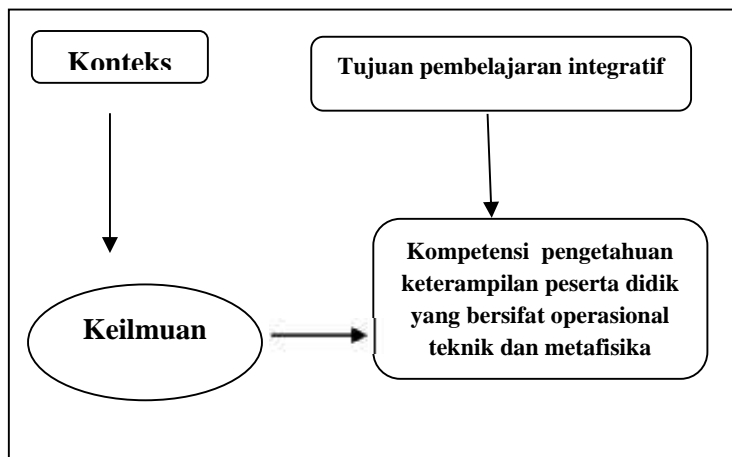 Konteks
Tujuan pembelajaran integratif
Kompetensi pengetahuan
keterampilan peserta didik
yang bersifat operasional
teknik dan metafisika
Keilmuan